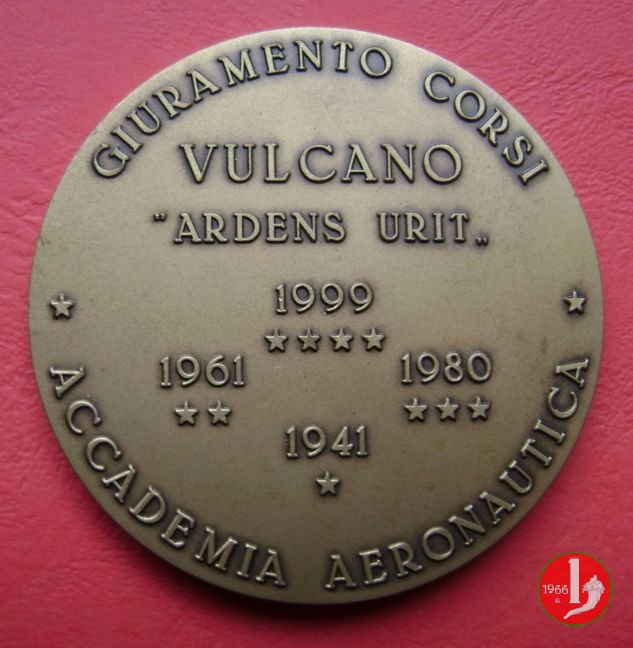 GIURAMENTO CORSI
VULCANO
"ARDENS URIT„
1999
1961
1980
1941
ACCADEMIA AERONAUTICA
1966
R